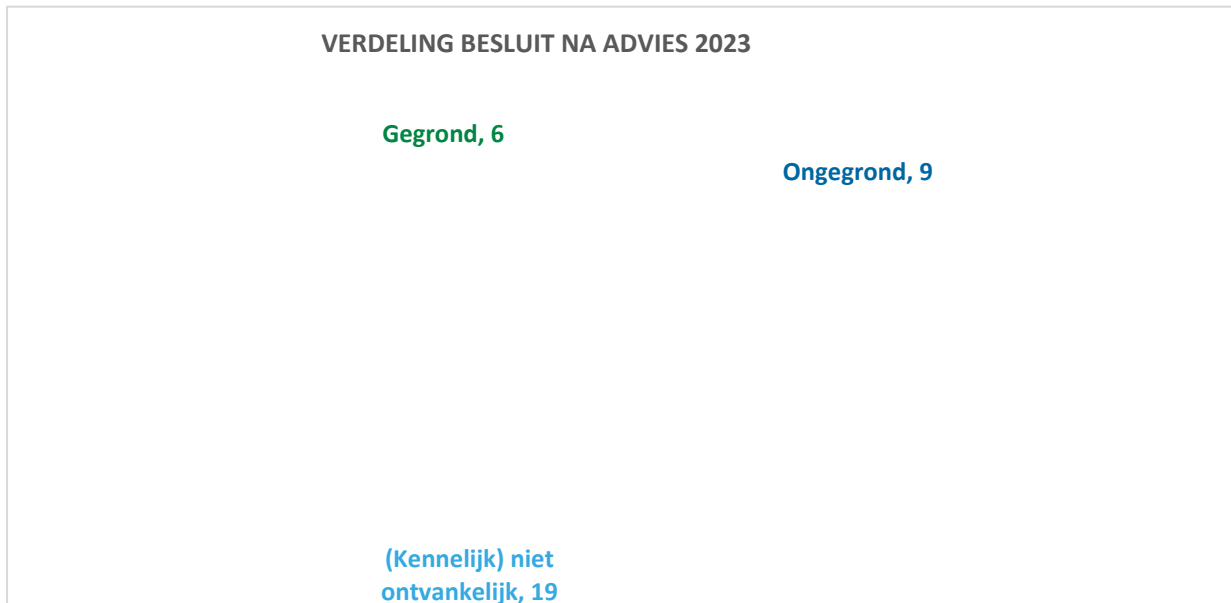 VERDELING BESLUIT NA ADVIES 2023
Gegrond, 6
Ongegrond, 9
(Kennelijk) niet
ontvankelijk, 19